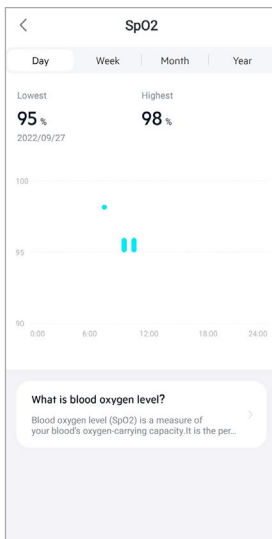 SpO2
Day Week Month Year
Lowest Highest
95 % 98 %
2022/09/27
100
95
90
0:00 6:00 12:00 18:00 24:00
What is blood oxygen level?
Blood oxygen level (SpO2) is a measure of
your blood's oxygen-carrying capacity.It is the per...